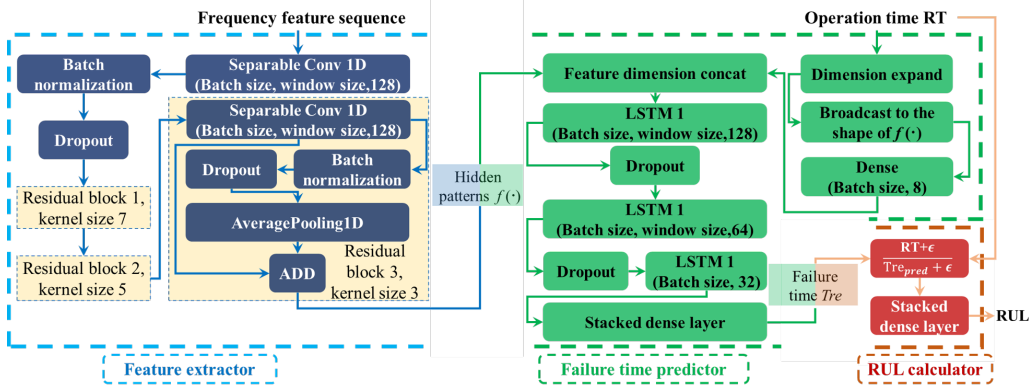 Frequency feature sequence
Operation time RT
Batch
normalization
Separable Conv 1D
(Batch size, window size,128)
Dropout
Residual block 1,
kernel size 7
Residual block 2,
kernel size 5
Separable Conv 1D
(Batch size, window size,128)
Dropout
Batch
normalization
AveragePooling1D
ADD
Residual
block 3,
kernel size 3
Feature extractor
Hidden
patterns f(·)
Feature dimension concat
LSTM 1
(Batch size, window size,128)
Dropout
LSTM 1
(Batch size, window size,64)
Dropout
LSTM 1
(Batch size, 32)
Stacked dense layer
Dimension expand
Broadcast to the
shape of f(·)
Dense
(Batch size, 8)
Failure time predictor
Failure
time Tre
RT+ϵ
Tre_pred + ϵ
Stacked
dense layer
RUL
RUL calculator